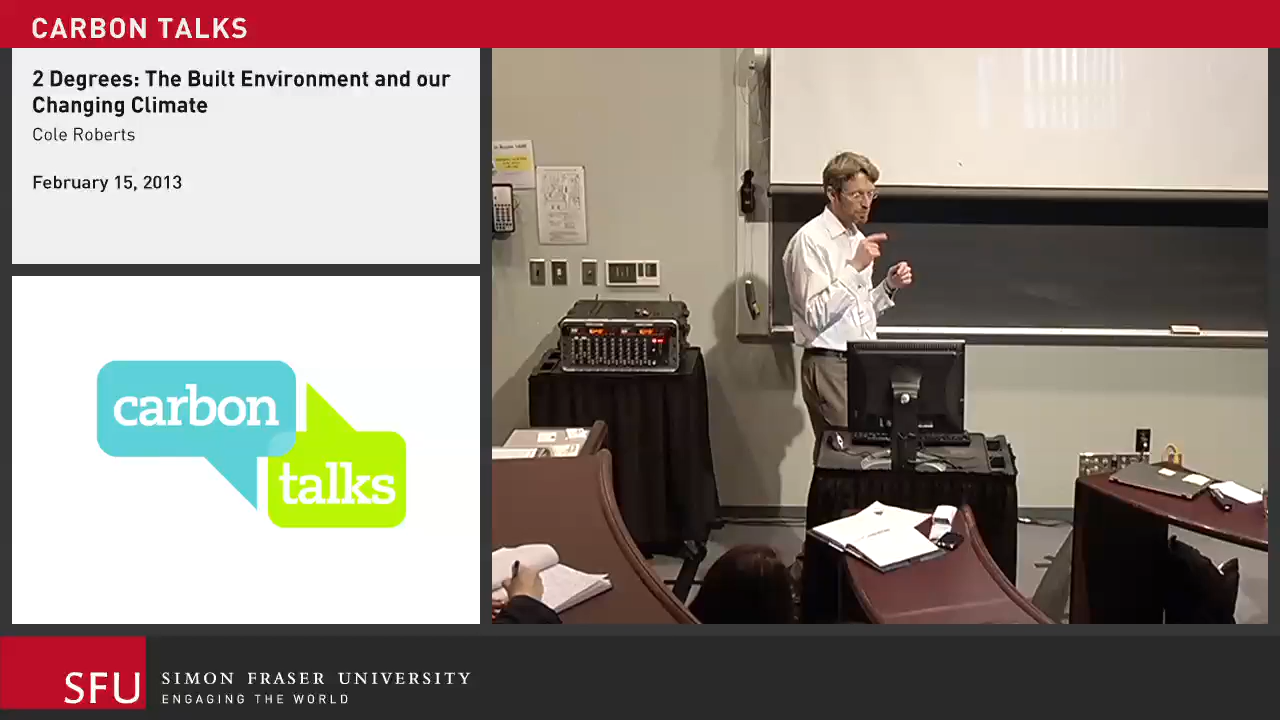 CARBON TALKS
2 Degrees: The Built Environment and our
Changing Climate
Cole Roberts
February 15, 2013
carbon
talks
SFU
SIMON FRASER UNIVERSITY
ENGAGING THE WORLD